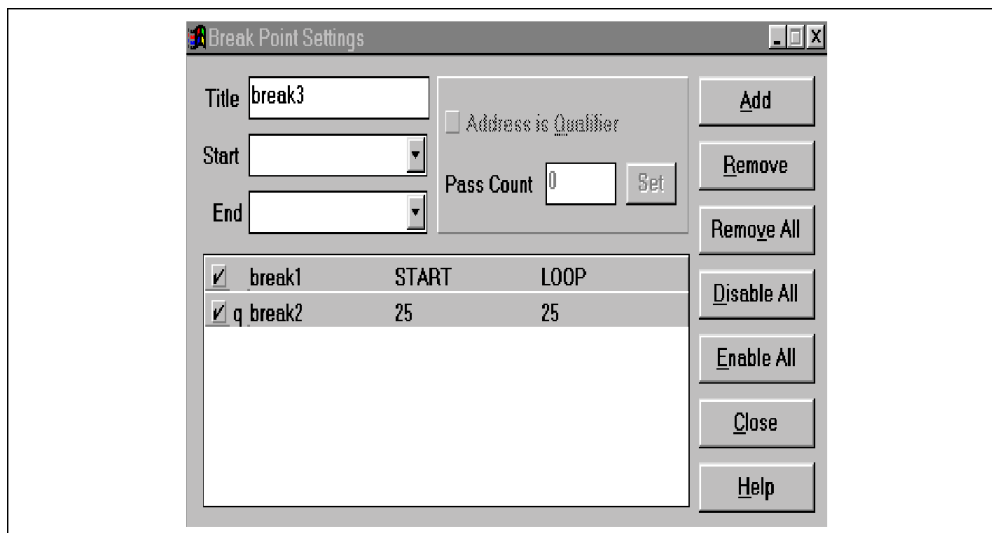 Break Point Settings
Title break3
Start
End
Address is Qualifier
Pass Count 0 Set
break1 START LOOP
q break2 25 25
Add
Remove
Remove All
Disable All
Enable All
Close
Help